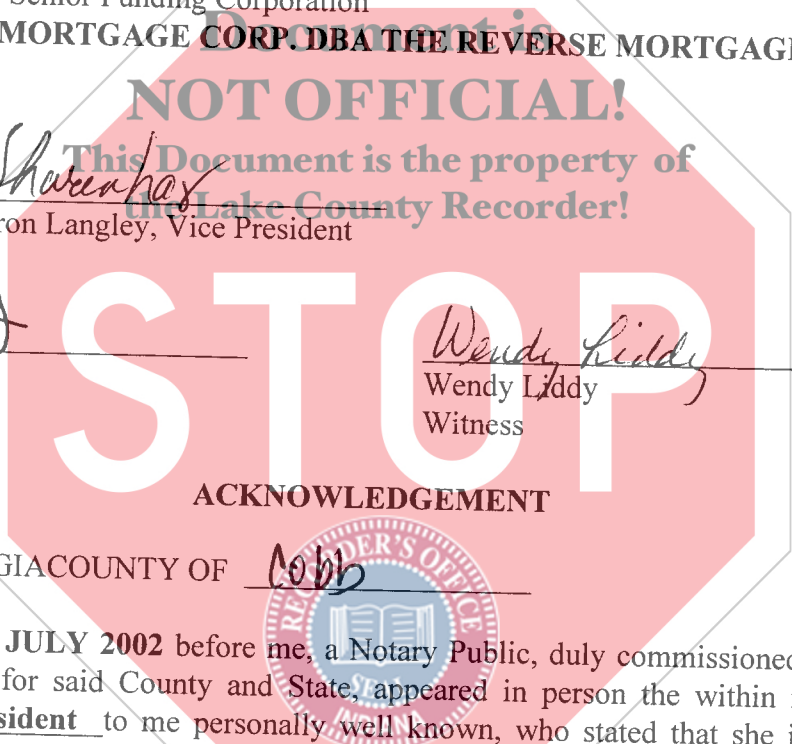 Senior Funding Corporation
Document is
MORTGAGE CORP. DBA THE REVERSE MORTGAGE
NOT OFFICIAL!
This Document is the property of
the Lake County Recorder!
ron Langley, Vice President
STOP
Wendy Liddy
Wendy Liddy
Witness
ACKNOWLEDGEMENT
GIACOUNTY OF Cobb
RECORDER'S OFFICE
JULY 2002 before me, a Notary Public, duly commissioned
for said County and State, appeared in person the within
SEAL
sident to me personally well known, who stated that she i